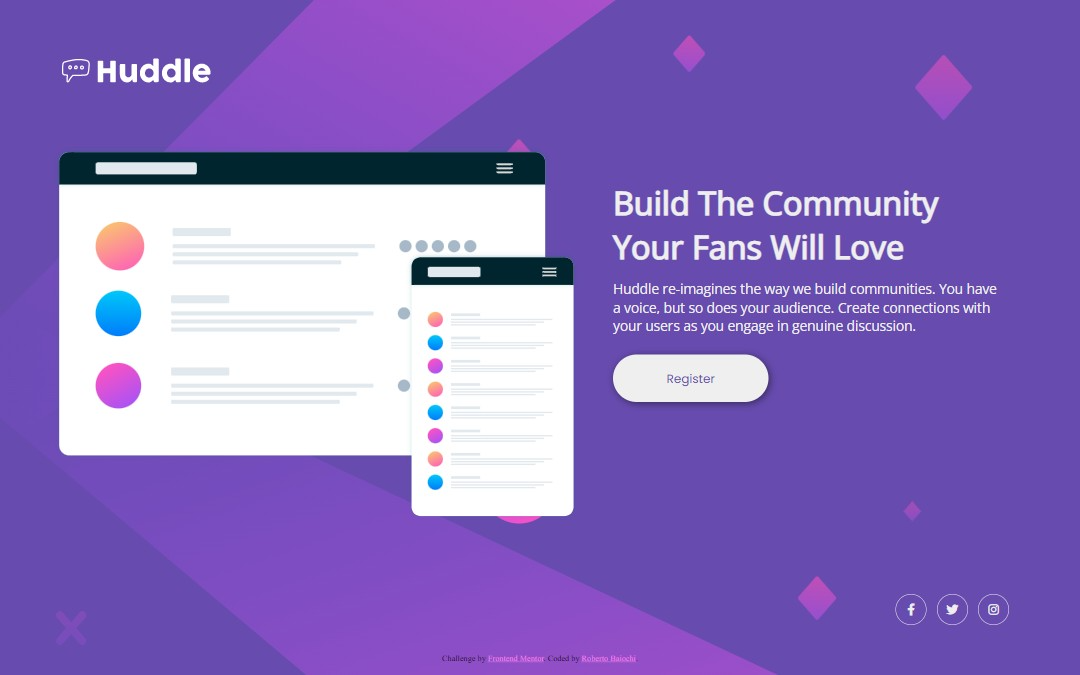 Huddle
Build The Community
Your Fans Will Love
Huddle re-imagines the way we build communities. You have
a voice, but so does your audience. Create connections with
your users as you engage in genuine discussion.
Register
Challenge by Frontend Mentor. Coded by Roberto Baiochi.